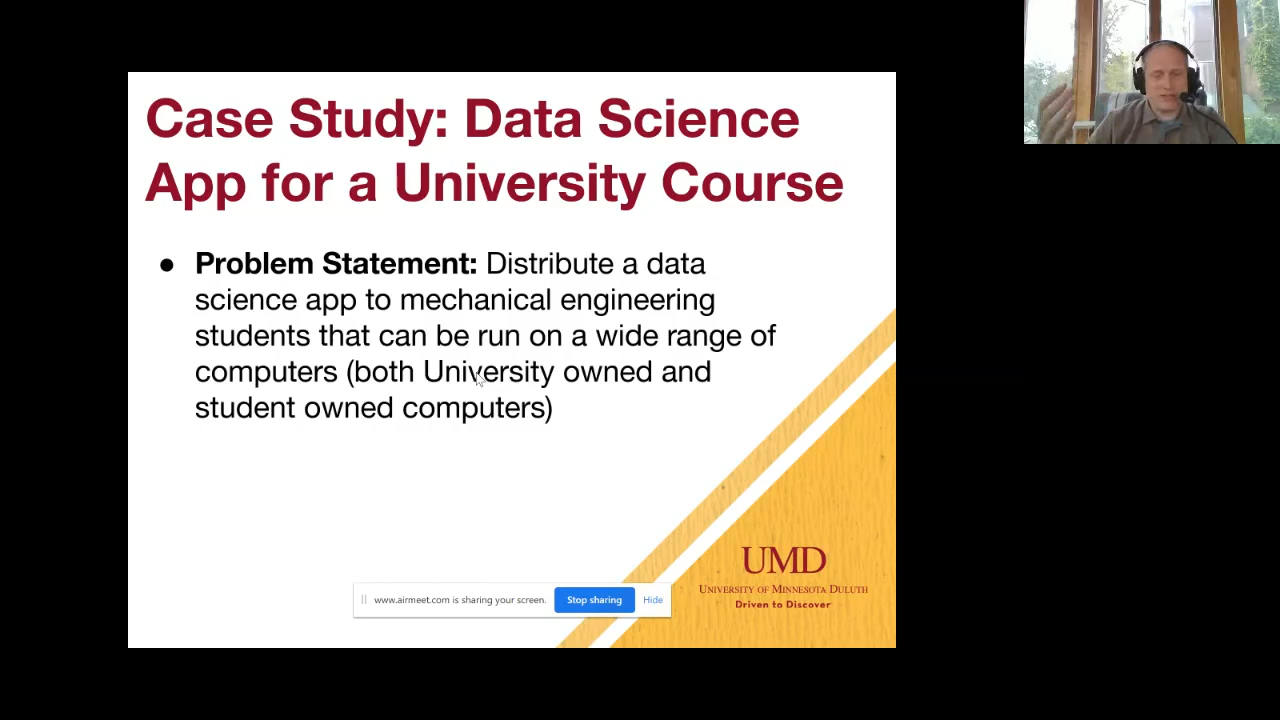 Case Study: Data Science
App for a University Course
● Problem Statement: Distribute a data
science app to mechanical engineering
students that can be run on a wide range of
computers (both University owned and
student owned computers)
UMD
UNIVERSITY OF MINNESOTA DULUTH
Driven to Discover
www.airmeet.com is sharing your screen. Stop sharing Hide